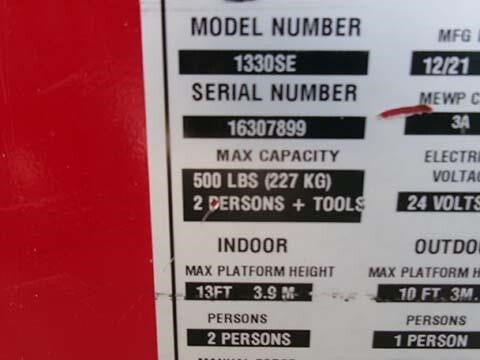 MODEL NUMBER MFG
1330SE 12/21
SERIAL NUMBER MEWP C
16307899 3A
MAX CAPACITY ELECTRI
500 LBS (227 KG) VOLTA
2 PERSONS + TOOLS 24 VOLTS
INDOOR OUTDO
MAX PLATFORM HEIGHT MAX PLATFORM H
13FT 3.9 M 10 FT 3M.
PERSONS PERSONS
2 PERSONS 1 PERSON